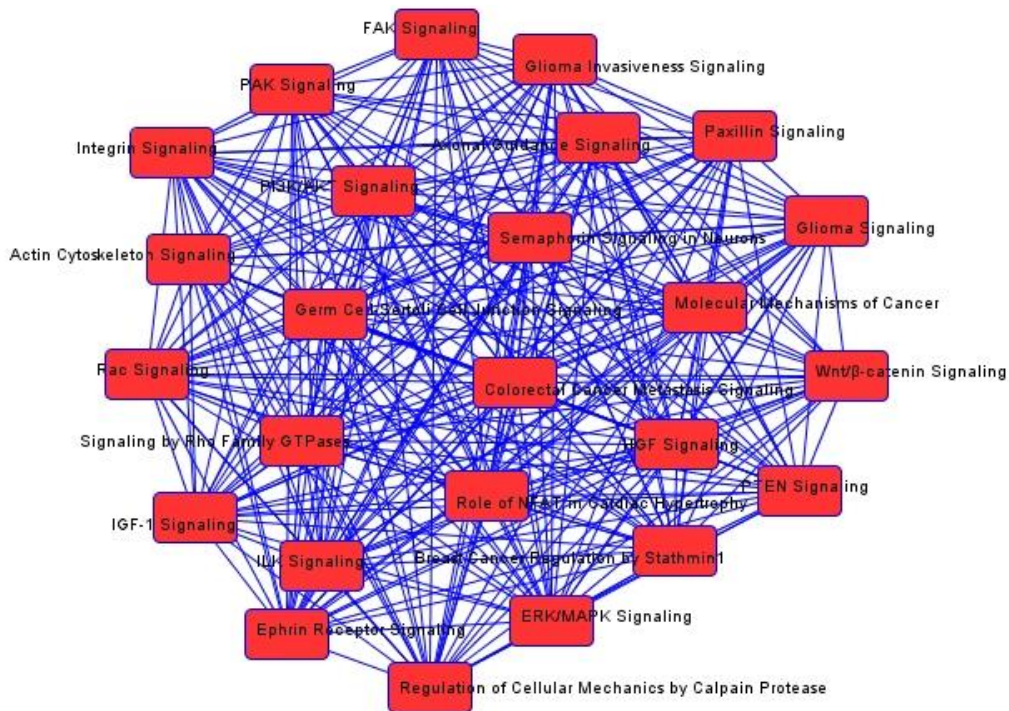 FAK Signaling
Glioma Invasiveness Signaling
PAK Signaling
Paxillin Signaling
Axonal Guidance Signaling
Integrin Signaling
PI3K/AKT Signaling
Glioma Signaling
Semaphorin Signaling in Neurons
Actin Cytoskeleton Signaling
Molecular Mechanisms of Cancer
Germ Cell-Sertoli Cell Junction Signaling
Rac Signaling
Wnt/β-catenin Signaling
Colorectal Cancer Metastasis Signaling
Signaling by Rho Family GTPases
HGF Signaling
PTEN Signaling
Role of NFAT in Cardiac Hypertrophy
IGF-1 Signaling
Breast Cancer Regulation by Stathmin1
ILK Signaling
ERK/MAPK Signaling
Ephrin Receptor Signaling
Regulation of Cellular Mechanics by Calpain Protease